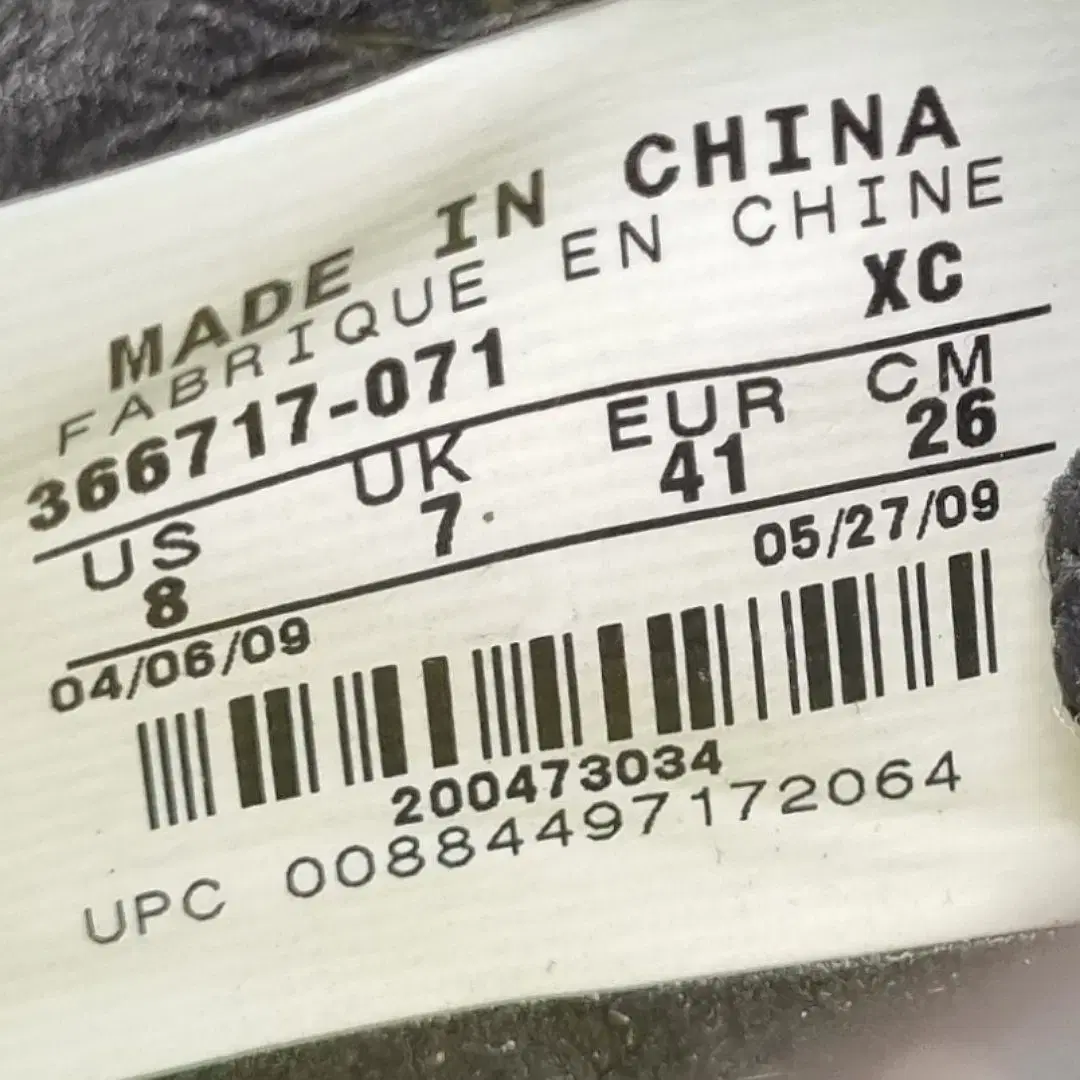 MADE IN CHINA
FABRIQUE EN CHINE
366717-071 XC
US UK EUR CM
8 7 41 26
04/06/09 05/27/09
200473034
UPC 00884497172064